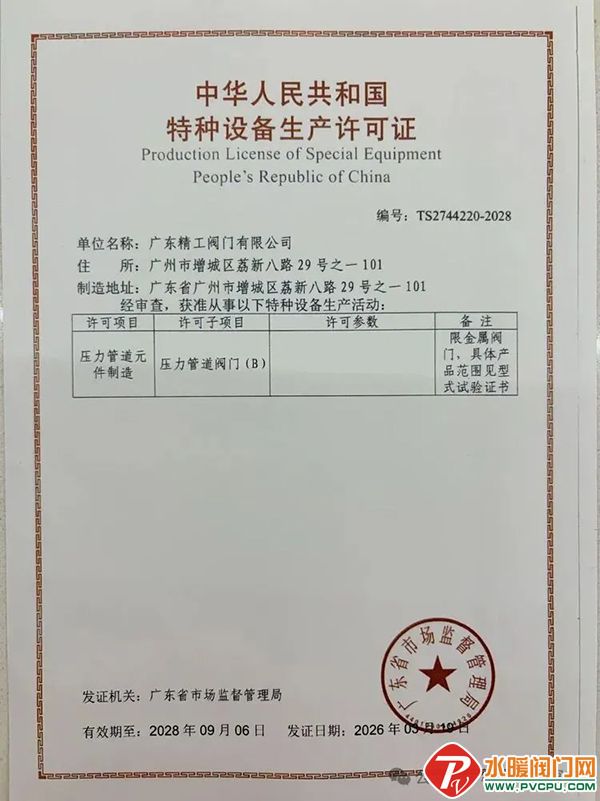 中华人民共和国
特种设备生产许可证
Production License of Special Equipment
People's Republic of China
编号：TS2744220-2028
单位名称：广东精工阀门有限公司
住 所：广州市增城区荔新八路29号之一101
制造地址：广东省广州市增城区荔新八路29号之一101
经审查，获准从事以下特种设备生产活动：
许可项目 许可子项目 许可参数 备 注
压力管道元件制造
压力管道阀门（B）
限金属阀门，具体产品范围见型式试验证书
广东省市场监督管理局
发证机关：广东省市场监督管理局
有效期至：2028 年 09 月 06 日 发证日期：2026 年 03 月 10 日
水暖阀门网
WWW.PVCPU.COM